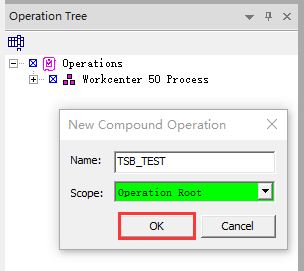 Operation Tree
Operations
Workcenter 50 Process
New Compound Operation
Name: TSB_TEST
Scope: Operation Root
OK Cancel